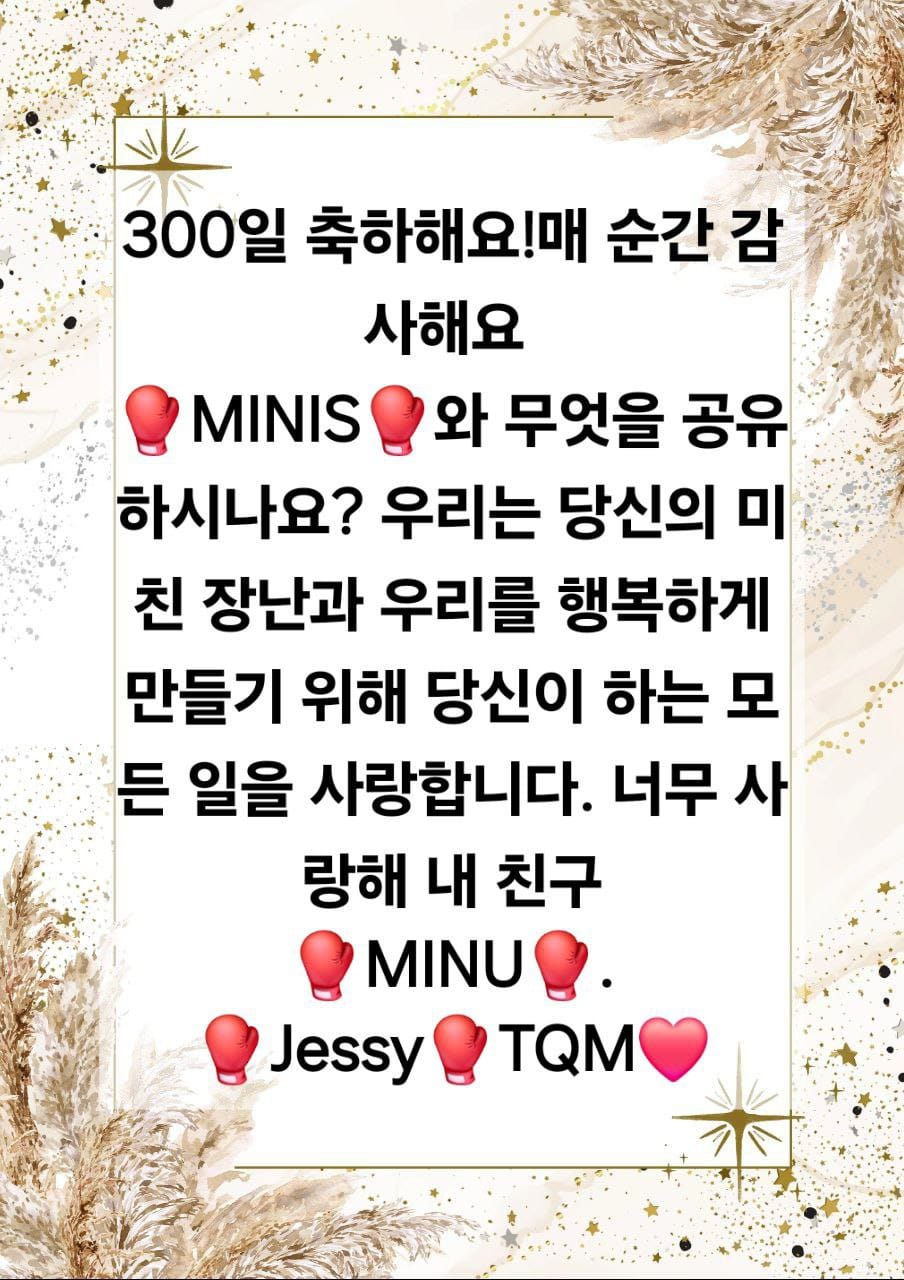 300일 축하해요!매 순간 감
사해요
🥊MINIS🥊와 무엇을 공유
하시나요? 우리는 당신의 미
친 장난과 우리를 행복하게
만들기 위해 당신이 하는 모
든 일을 사랑합니다. 너무 사
랑해 내 친구
🥊MINU🥊.
🥊Jessy🥊TQM❤️